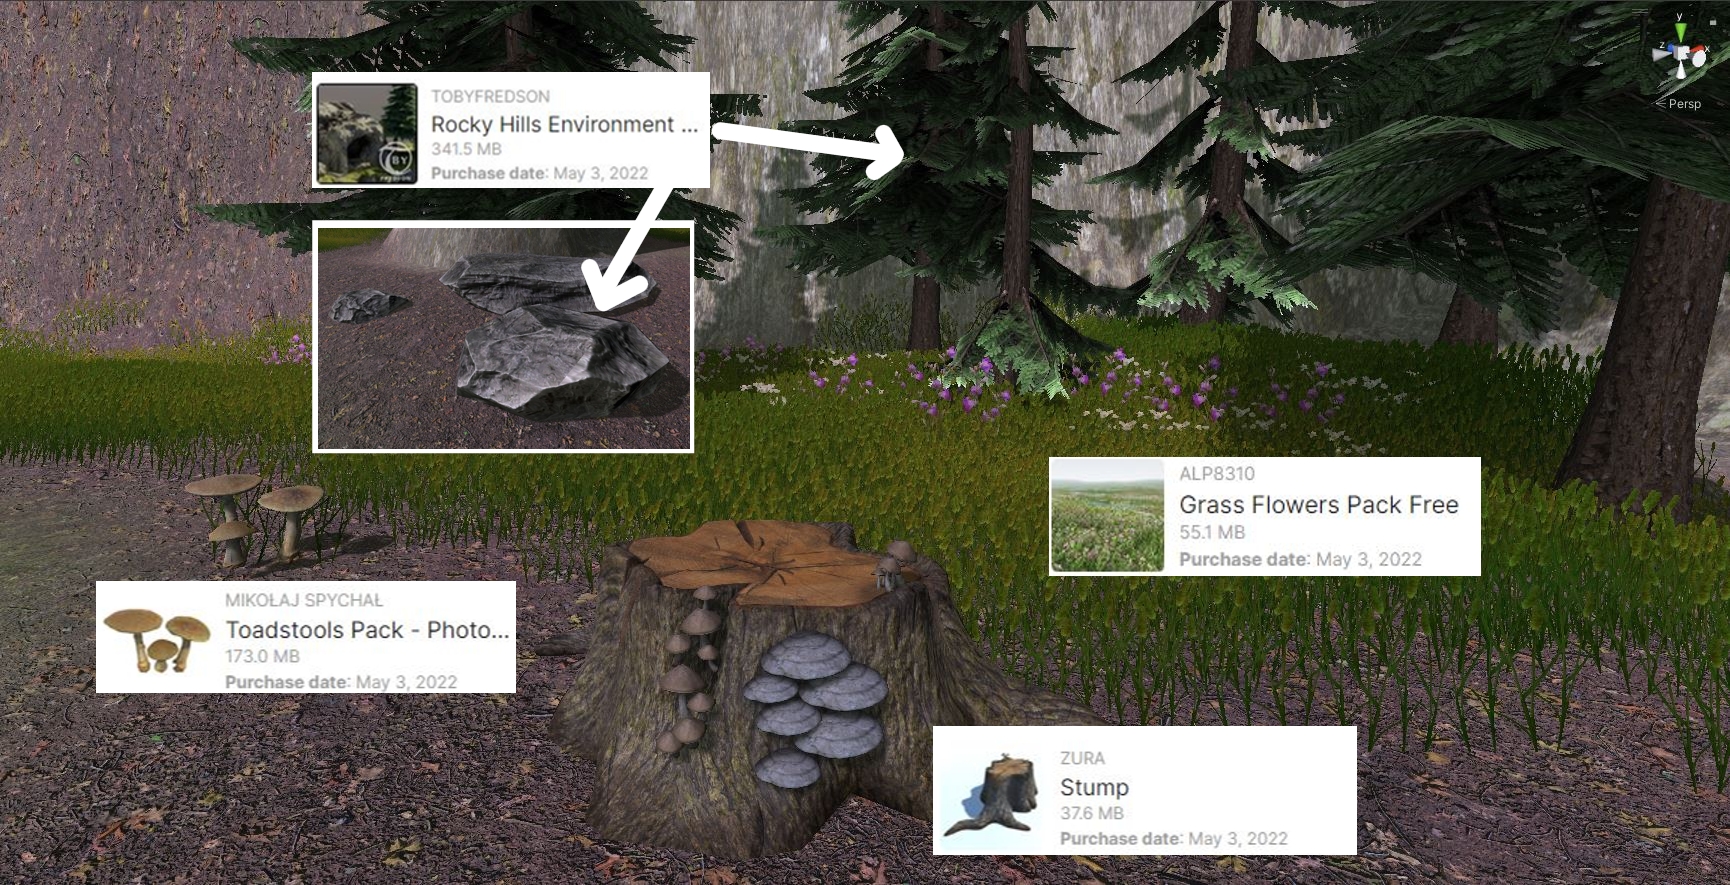 y
z
x
Persp
TOBYFREDSON
Rocky Hills Environment ...
341.5 MB
Purchase date: May 3, 2022
BY
ALP8310
Grass Flowers Pack Free
55.1 MB
Purchase date: May 3, 2022
MIKOŁAJ SPYCHAŁ
Toadstools Pack - Photo...
173.0 MB
Purchase date: May 3, 2022
ZURA
Stump
37.6 MB
Purchase date: May 3, 2022